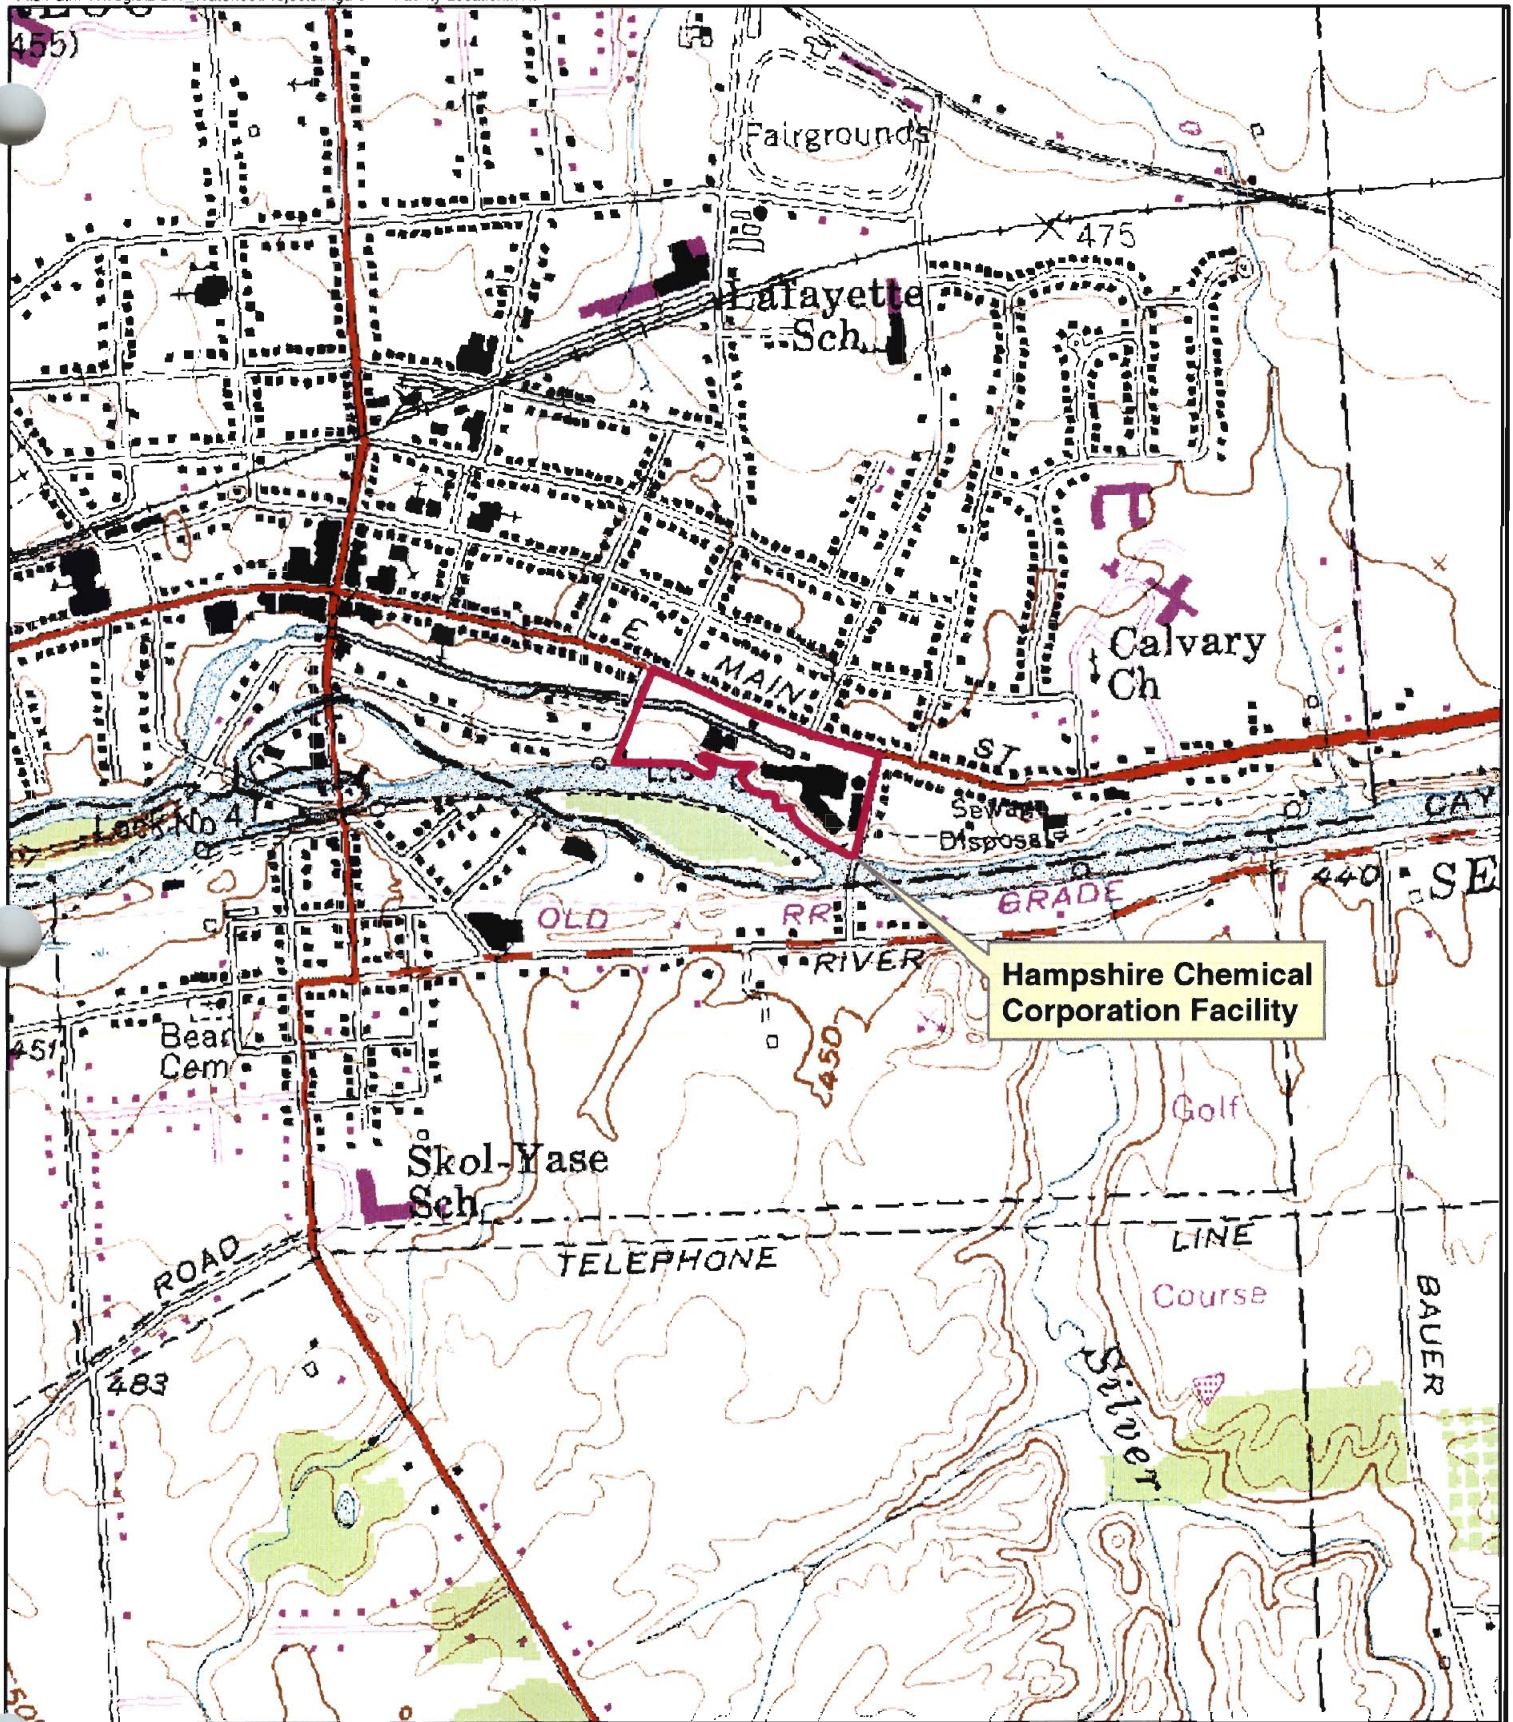 455)
Fairgrounds
475
Lafayette
Sch
E
MAIN
ST
Calvary
Ch
Lock No 4
Sewage
Disposal
CAY
SE
440
OLD
RR
GRADE
RIVER
Hampshire Chemical
Corporation Facility
451
Bear
Cem
450
Golf
Skol-Yase
Sch
ROAD
TELEPHONE
LINE
Course
BAUER
483
Silver
500